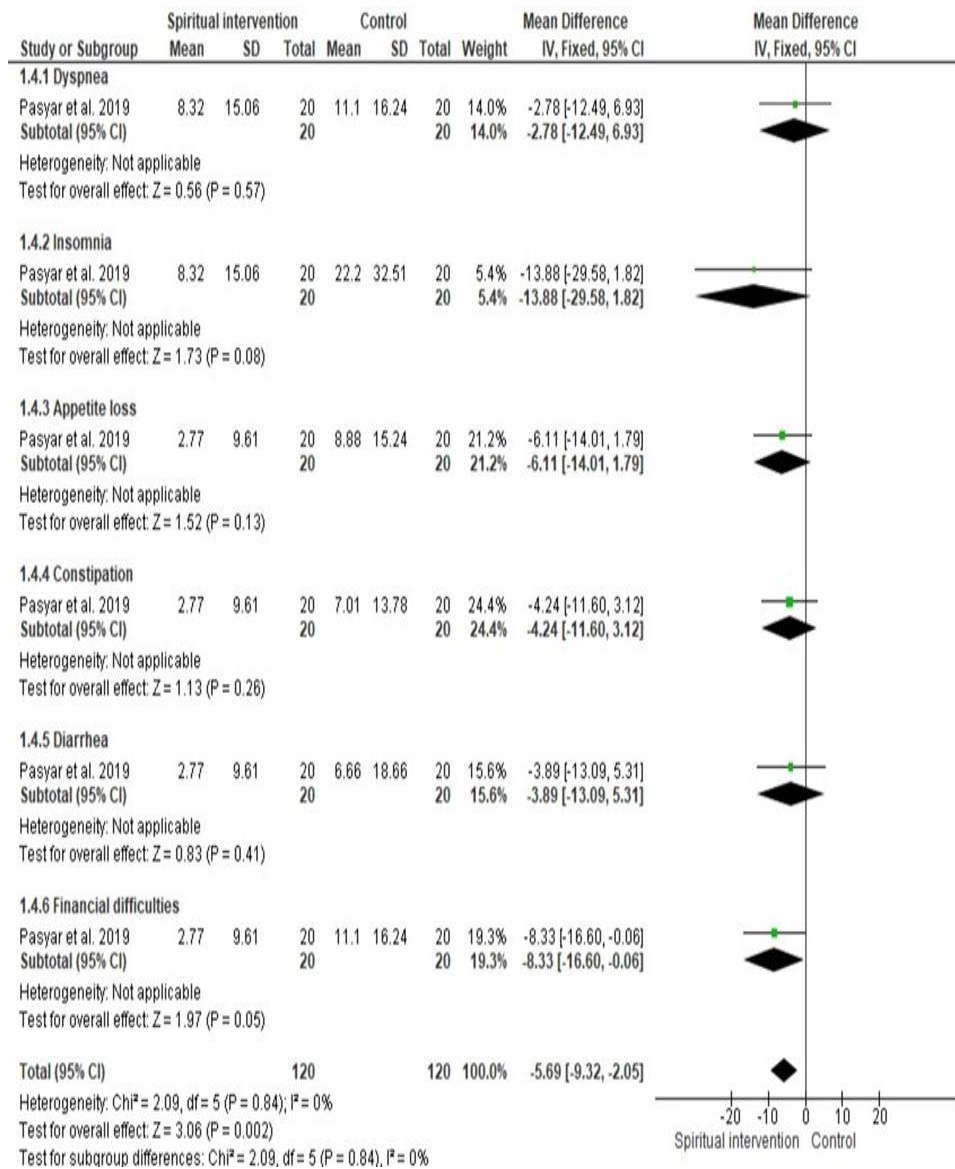 Spiritual intervention Control Mean Difference Mean Difference
Study or Subgroup Mean SD Total Mean SD Total Weight IV, Fixed, 95% CI IV, Fixed, 95% CI
1.4.1 Dyspnea
Pasyar et al. 2019 8.32 15.06 20 11.1 16.24 20 14.0% -2.78 [-12.49, 6.93]
Subtotal (95% CI) 20 20 14.0% -2.78 [-12.49, 6.93]
Heterogeneity: Not applicable
Test for overall effect: Z = 0.56 (P = 0.57)
1.4.2 Insomnia
Pasyar et al. 2019 8.32 15.06 20 22.2 32.51 20 5.4% -13.88 [-29.58, 1.82]
Subtotal (95% CI) 20 20 5.4% -13.88 [-29.58, 1.82]
Heterogeneity: Not applicable
Test for overall effect: Z = 1.73 (P = 0.08)
1.4.3 Appetite loss
Pasyar et al. 2019 2.77 9.61 20 8.88 15.24 20 21.2% -6.11 [-14.01, 1.79]
Subtotal (95% CI) 20 20 21.2% -6.11 [-14.01, 1.79]
Heterogeneity: Not applicable
Test for overall effect: Z = 1.52 (P = 0.13)
1.4.4 Constipation
Pasyar et al. 2019 2.77 9.61 20 7.01 13.78 20 24.4% -4.24 [-11.60, 3.12]
Subtotal (95% CI) 20 20 24.4% -4.24 [-11.60, 3.12]
Heterogeneity: Not applicable
Test for overall effect: Z = 1.13 (P = 0.26)
1.4.5 Diarrhea
Pasyar et al. 2019 2.77 9.61 20 6.66 18.66 20 15.6% -3.89 [-13.09, 5.31]
Subtotal (95% CI) 20 20 15.6% -3.89 [-13.09, 5.31]
Heterogeneity: Not applicable
Test for overall effect: Z = 0.83 (P = 0.41)
1.4.6 Financial difficulties
Pasyar et al. 2019 2.77 9.61 20 11.1 16.24 20 19.3% -8.33 [-16.60, -0.06]
Subtotal (95% CI) 20 20 19.3% -8.33 [-16.60, -0.06]
Heterogeneity: Not applicable
Test for overall effect: Z = 1.97 (P = 0.05)
Total (95% CI) 120 120 100.0% -5.69 [-9.32, -2.05]
Heterogeneity: Chi² = 2.09, df = 5 (P = 0.84); I² = 0%
Test for overall effect: Z = 3.06 (P = 0.002)
Test for subgroup differences: Chi² = 2.09, df = 5 (P = 0.84), I² = 0%
-20 -10 0 10 20
Spiritual intervention Control